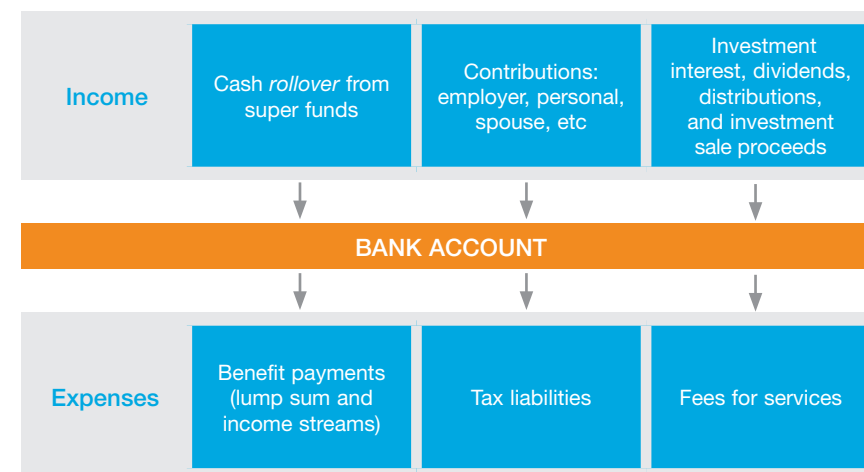 Income
Cash rollover from
super funds
Contributions:
employer, personal,
spouse, etc
Investment
interest, dividends,
distributions,
and investment
sale proceeds
BANK ACCOUNT
Expenses
Benefit payments
(lump sum and
income streams)
Tax liabilities
Fees for services